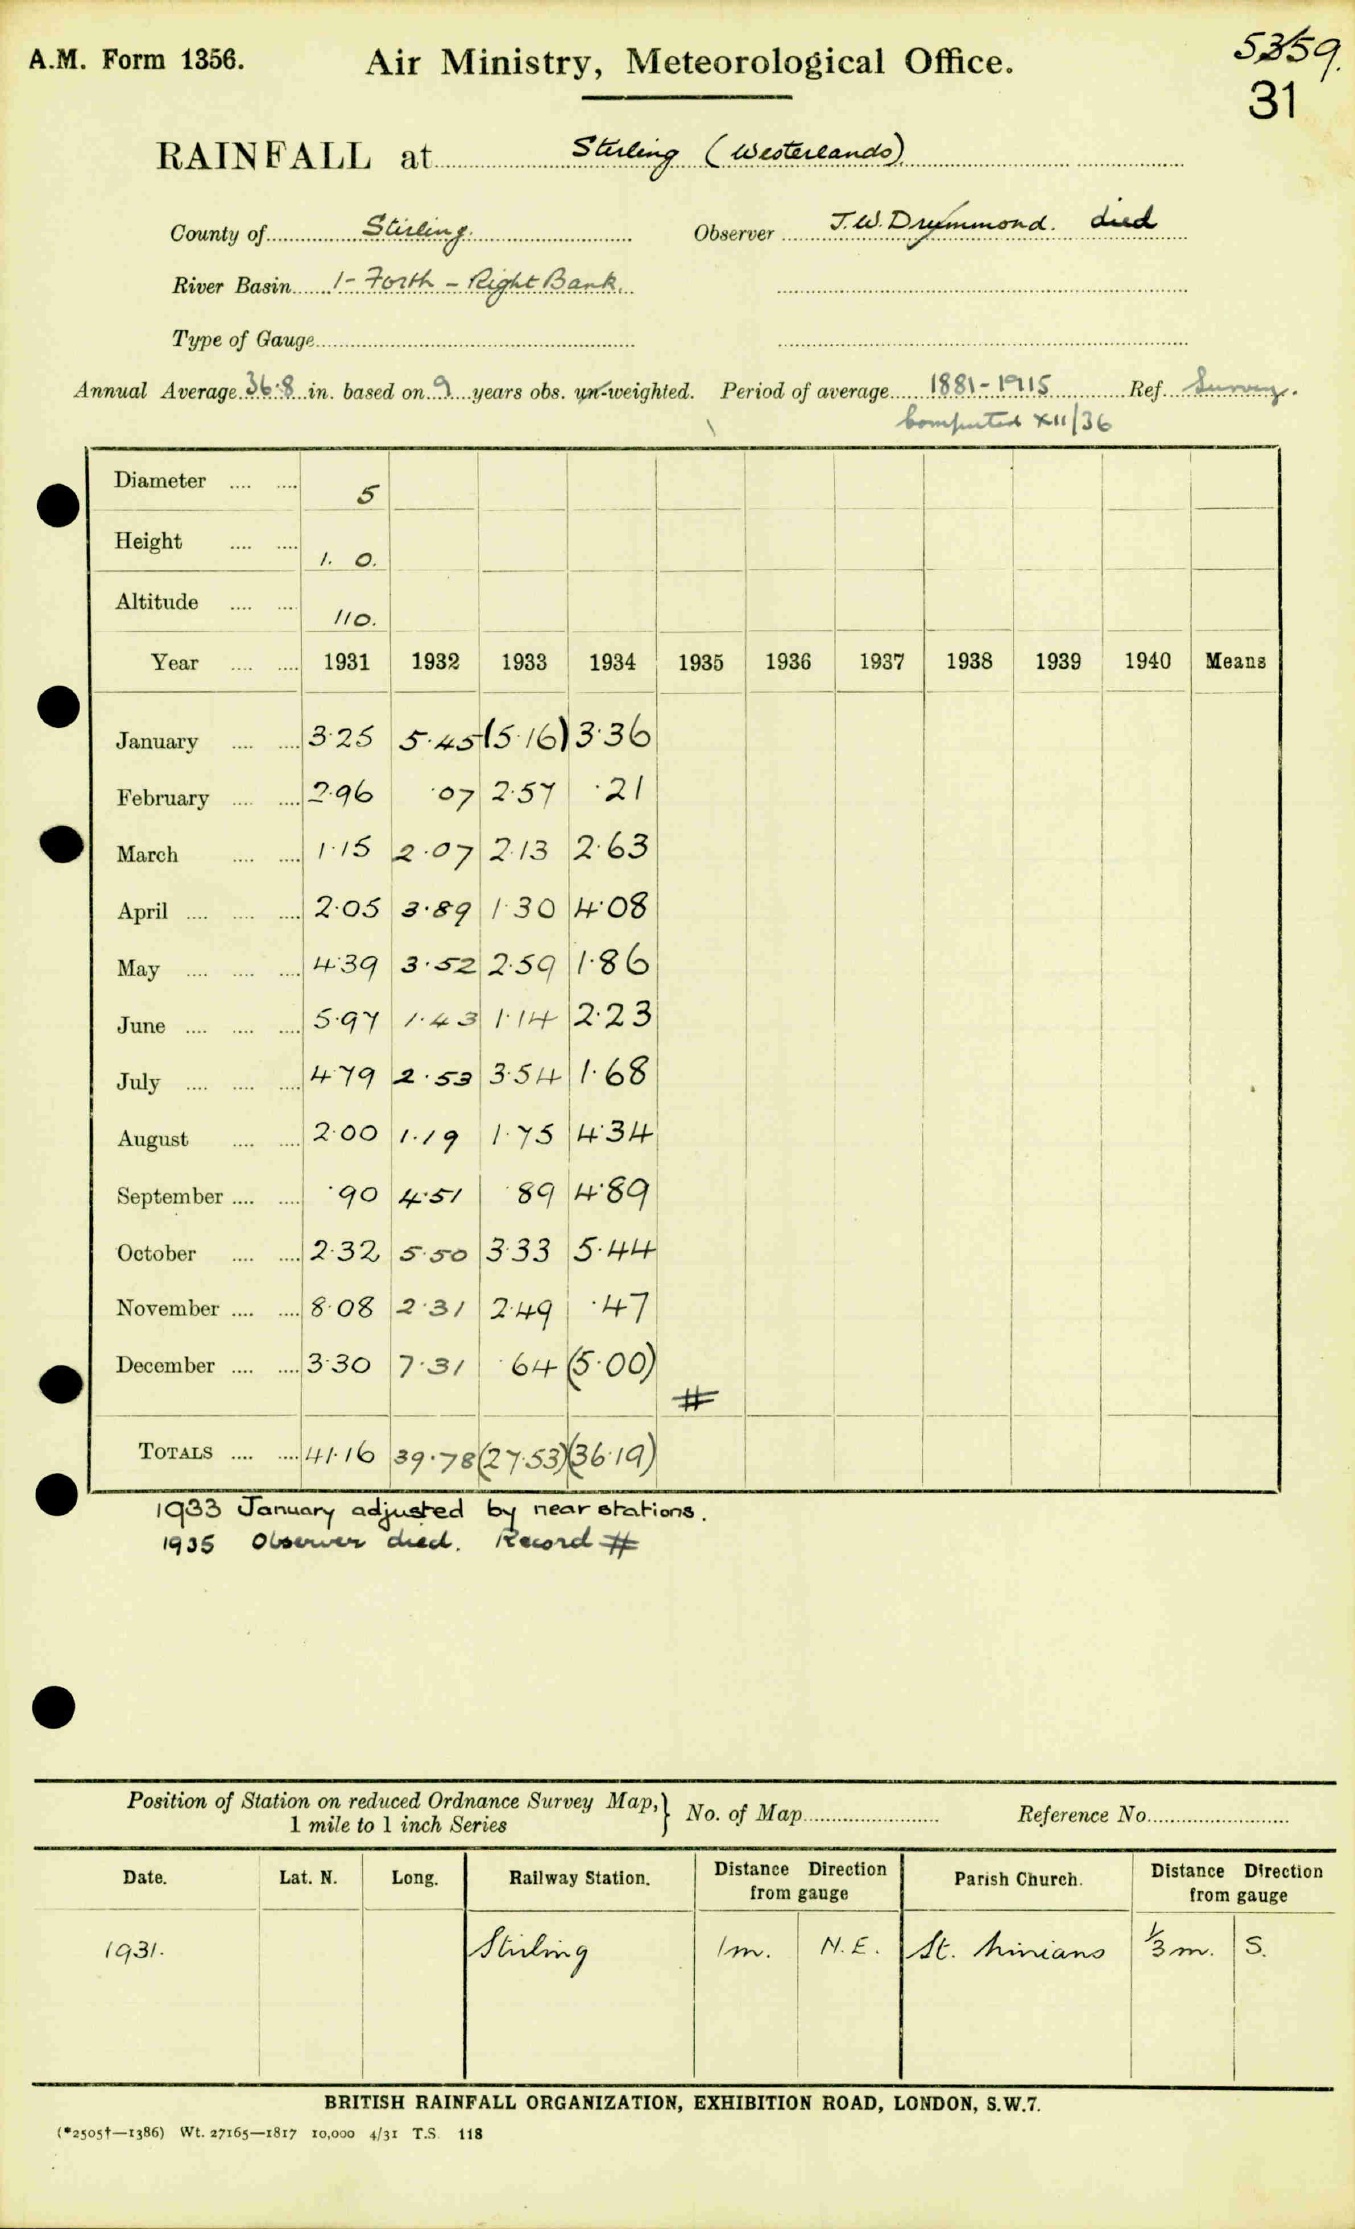 A.M. Form 1356.
Air Ministry, Meteorological Office.
5359.
31
RAINFALL at Stirling (Westerlands)
County of Stirling. Observer J.W. Drummond. died
River Basin 1- Forth - Right Bank.
Type of Gauge
Annual Average 36.8 in. based on 9 years obs. un-weighted. Period of average 1881-1915 Ref. Survey.
Computed XII/36
Diameter .... .... 5
Height .... .... 1. 0.
Altitude .... .... 110.
Year .... .... 1931 1932 1933 1934 1935 1936 1937 1938 1939 1940 Means
January .... .... 3.25 5.45 (5.16) 3.36
February .... .... 2.96 .07 2.57 .21
March .... .... 1.15 2.07 2.13 2.63
April .... .... .... 2.05 3.89 1.30 4.08
May .... .... .... 4.39 3.52 2.59 1.86
June .... .... .... 5.97 1.43 1.14 2.23
July .... .... .... 4.79 2.53 3.54 1.68
August .... .... 2.00 1.19 1.75 4.34
September .... .... .90 4.51 .89 4.89
October .... .... 2.32 5.50 3.33 5.44
November .... .... 8.08 2.31 2.49 .47
December .... .... 3.30 7.31 .64 (5.00)
#
TOTALS .... .... 41.16 39.78 (27.53) (36.19)
1933 January adjusted by near stations.
1935 Observer died. Record #
Position of Station on reduced Ordnance Survey Map, } No. of Map Reference No.
1 mile to 1 inch Series
Date. Lat. N. Long. Railway Station. Distance Direction from gauge Parish Church. Distance Direction from gauge
1931. Stirling 1m. N.E. St. Ninians 1/3 m. S.
BRITISH RAINFALL ORGANIZATION, EXHIBITION ROAD, LONDON, S.W.7.
(*2505†—1386) Wt. 27165—1817 10,000 4/31 T.S. 118